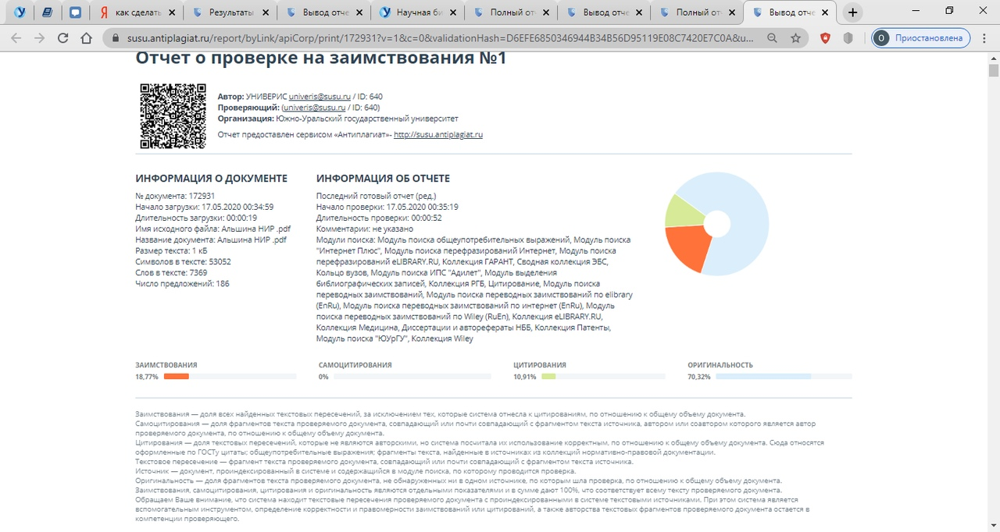 как сделать
Результаты
Вывод отче
Научная би
Полный от
Вывод отче
Полный от
Вывод отче
susu.antiplagiat.ru/report/byLink/apiCorp/print/172931?v=1&c=0&validationHash=D6EFE6850346944B34B56D95119E08C7420E7C0A&u...
О Приостановлена
Отчет о проверке на заимствования №1
Автор: УНИВЕРИС univeris@susu.ru / ID: 640
Проверяющий: (univeris@susu.ru / ID: 640)
Организация: Южно-Уральский государственный университет
Отчет предоставлен сервисом «Антиплагиат»- http://susu.antiplagiat.ru
ИНФОРМАЦИЯ О ДОКУМЕНТЕ
№ документа: 172931
Начало загрузки: 17.05.2020 00:34:59
Длительность загрузки: 00:00:19
Имя исходного файла: Альшина НИР .pdf
Название документа: Альшина НИР .pdf
Размер текста: 1 кБ
Cимволов в тексте: 53052
Слов в тексте: 7369
Число предложений: 186
ИНФОРМАЦИЯ ОБ ОТЧЕТЕ
Последний готовый отчет (ред.)
Начало проверки: 17.05.2020 00:35:19
Длительность проверки: 00:00:52
Комментарии: не указано
Модули поиска: Модуль поиска общеупотребительных выражений, Модуль поиска
"Интернет Плюс", Модуль поиска перефразирований Интернет, Модуль поиска
перефразирований eLIBRARY.RU, Коллекция ГАРАНТ, Сводная коллекция ЭБС,
Кольцо вузов, Модуль поиска ИПС "Адилет", Модуль выделения
библиографических записей, Коллекция РГБ, Цитирование, Модуль поиска
переводных заимствований, Модуль поиска переводных заимствований по elibrary
(EnRu), Модуль поиска переводных заимствований по интернет (EnRu), Модуль
поиска переводных заимствований по Wiley (RuEn), Коллекция eLIBRARY.RU,
Коллекция Медицина, Диссертации и авторефераты НББ, Коллекция Патенты,
Модуль поиска "ЮУрГУ", Коллекция Wiley
ЗАИМСТВОВАНИЯ
18,77%
САМОЦИТИРОВАНИЯ
0%
ЦИТИРОВАНИЯ
10,91%
ОРИГИНАЛЬНОСТЬ
70,32%
Заимствования — доля всех найденных текстовых пересечений, за исключением тех, которые система отнесла к цитированиям, по отношению к общему объему документа.
Самоцитирования — доля фрагментов текста проверяемого документа, совпадающий или почти совпадающий с фрагментом текста источника, автором или соавтором которого является автор
проверяемого документа, по отношению к общему объему документа.
Цитирования — доля текстовых пересечений, которые не являются авторскими, но система посчитала их использование корректным, по отношению к общему объему документа. Сюда относятся
оформленные по ГОСТу цитаты; общеупотребительные выражения; фрагменты текста, найденные в источниках из коллекций нормативно-правовой документации.
Текстовое пересечение — фрагмент текста проверяемого документа, совпадающий или почти совпадающий с фрагментом текста источника.
Источник — документ, проиндексированный в системе и содержащийся в модуле поиска, по которому проводится проверка.
Оригинальность — доля фрагментов текста проверяемого документа, не обнаруженных ни в одном источнике, по которым шла проверка, по отношению к общему объему документа.
Заимствования, самоцитирования, цитирования и оригинальность являются отдельными показателями и в сумме дают 100%, что соответствует всему тексту проверяемого документа.
Обращаем Ваше внимание, что система находит текстовые пересечения проверяемого документа с проиндексированными в системе текстовыми источниками. При этом система является
вспомогательным инструментом, определение корректности и правомерности заимствований или цитирований, а также авторства текстовых фрагментов проверяемого документа остается в
компетенции проверяющего.